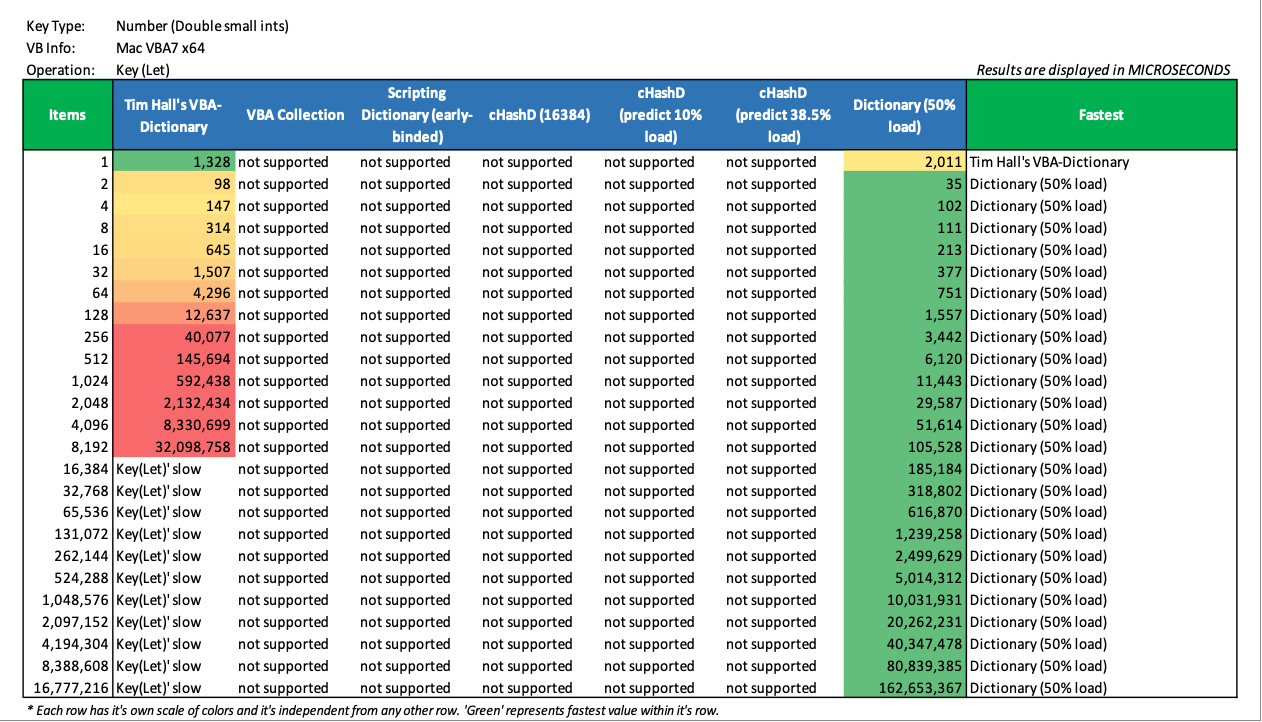 Key Type: Number (Double small ints)
VB Info: Mac VBA7 x64
Operation: Key (Let) Results are displayed in MICROSECONDS
Items Tim Hall's VBA-Dictionary VBA Collection Scripting Dictionary (early-binded) cHashD (16384) cHashD (predict 10% load) cHashD (predict 38.5% load) Dictionary (50% load) Fastest
1 1,328 not supported not supported not supported not supported not supported 2,011 Tim Hall's VBA-Dictionary
2 98 not supported not supported not supported not supported not supported 35 Dictionary (50% load)
4 147 not supported not supported not supported not supported not supported 102 Dictionary (50% load)
8 314 not supported not supported not supported not supported not supported 111 Dictionary (50% load)
16 645 not supported not supported not supported not supported not supported 213 Dictionary (50% load)
32 1,507 not supported not supported not supported not supported not supported 377 Dictionary (50% load)
64 4,296 not supported not supported not supported not supported not supported 751 Dictionary (50% load)
128 12,637 not supported not supported not supported not supported not supported 1,557 Dictionary (50% load)
256 40,077 not supported not supported not supported not supported not supported 3,442 Dictionary (50% load)
512 145,694 not supported not supported not supported not supported not supported 6,120 Dictionary (50% load)
1,024 592,438 not supported not supported not supported not supported not supported 11,443 Dictionary (50% load)
2,048 2,132,434 not supported not supported not supported not supported not supported 29,587 Dictionary (50% load)
4,096 8,330,699 not supported not supported not supported not supported not supported 51,614 Dictionary (50% load)
8,192 32,098,758 not supported not supported not supported not supported not supported 105,528 Dictionary (50% load)
16,384 Key(Let)' slow not supported not supported not supported not supported not supported 185,184 Dictionary (50% load)
32,768 Key(Let)' slow not supported not supported not supported not supported not supported 318,802 Dictionary (50% load)
65,536 Key(Let)' slow not supported not supported not supported not supported not supported 616,870 Dictionary (50% load)
131,072 Key(Let)' slow not supported not supported not supported not supported not supported 1,239,258 Dictionary (50% load)
262,144 Key(Let)' slow not supported not supported not supported not supported not supported 2,499,629 Dictionary (50% load)
524,288 Key(Let)' slow not supported not supported not supported not supported not supported 5,014,312 Dictionary (50% load)
1,048,576 Key(Let)' slow not supported not supported not supported not supported not supported 10,031,931 Dictionary (50% load)
2,097,152 Key(Let)' slow not supported not supported not supported not supported not supported 20,262,231 Dictionary (50% load)
4,194,304 Key(Let)' slow not supported not supported not supported not supported not supported 40,347,478 Dictionary (50% load)
8,388,608 Key(Let)' slow not supported not supported not supported not supported not supported 80,839,385 Dictionary (50% load)
16,777,216 Key(Let)' slow not supported not supported not supported not supported not supported 162,653,367 Dictionary (50% load)
* Each row has it's own scale of colors and it's independent from any other row. 'Green' represents fastest value within it's row.